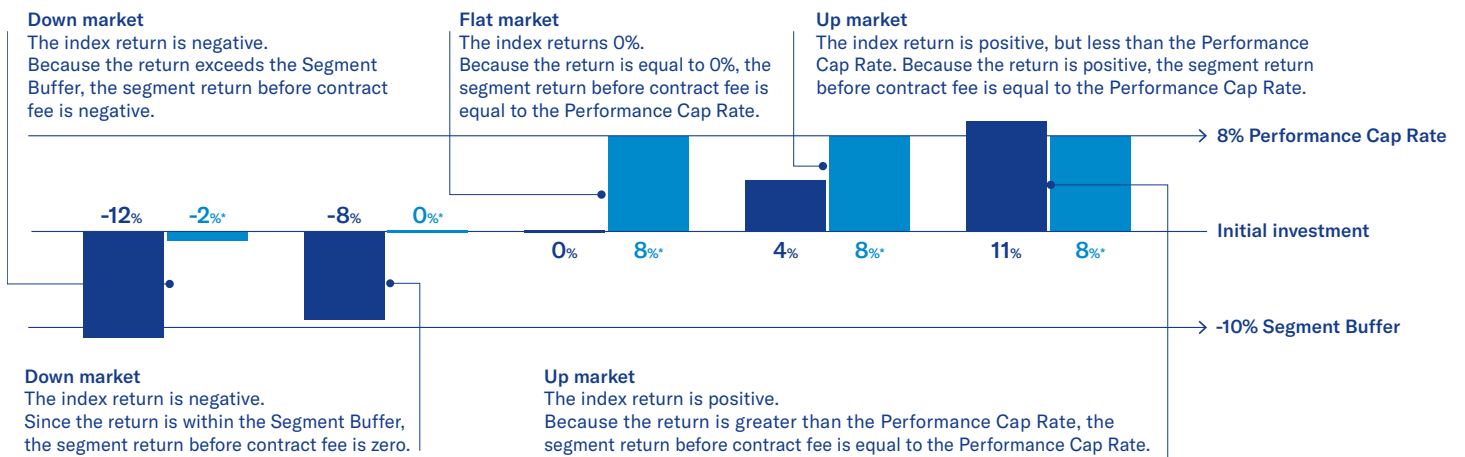 Down market
The index return is negative.
Because the return exceeds the Segment
Buffer, the segment return before contract
fee is negative.
Flat market
The index returns 0%.
Because the return is equal to 0%, the
segment return before contract fee is
equal to the Performance Cap Rate.
Up market
The index return is positive, but less than the Performance
Cap Rate. Because the return is positive, the segment return
before contract fee is equal to the Performance Cap Rate.
8% Performance Cap Rate
-12%
-2%*
-8%
0%*
Initial investment
0%
8%*
4%
8%*
11%
8%*
-10% Segment Buffer
Down market
The index return is negative.
Since the return is within the Segment Buffer,
the segment return before contract fee is zero.
Up market
The index return is positive.
Because the return is greater than the Performance Cap Rate, the
segment return before contract fee is equal to the Performance Cap Rate.